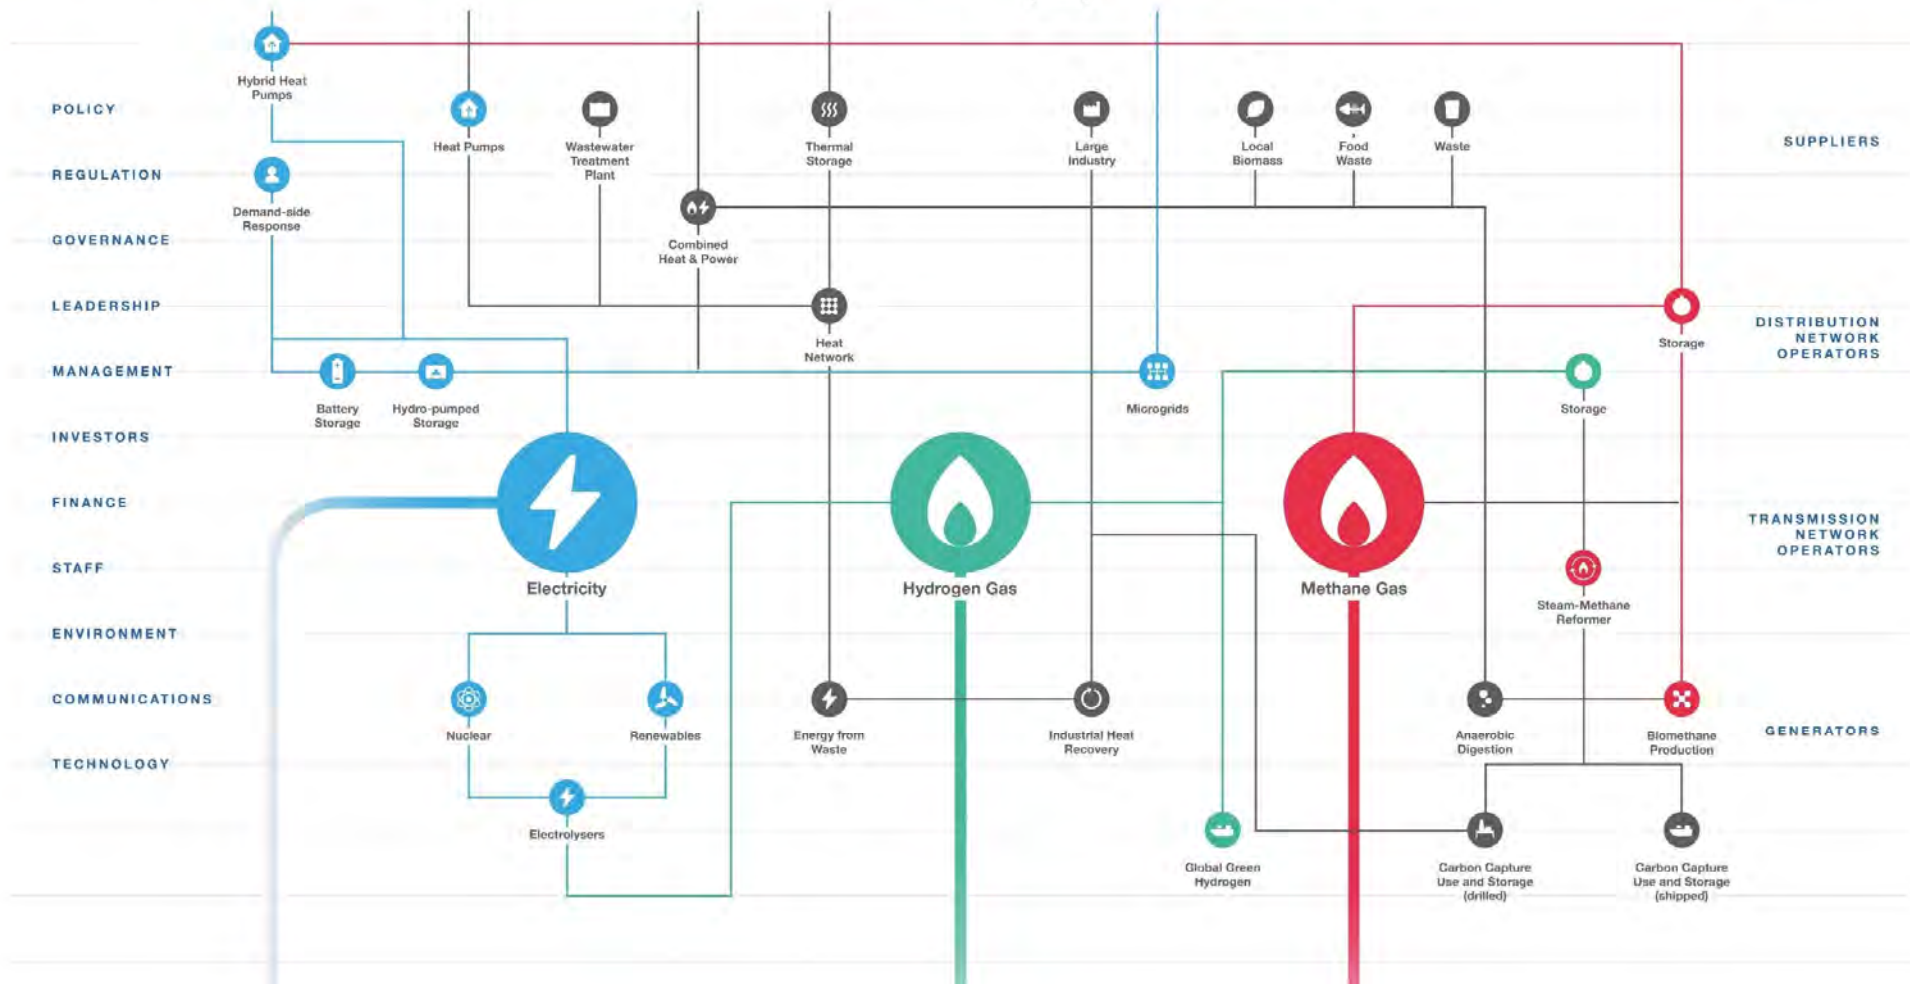 Hybrid Heat
Pumps
POLICY
Heat Pumps
Wastewater
Treatment
Plant
Thermal
Storage
Large
Industry
Local
Biomass
Food
Waste
Waste
SUPPLIERS
REGULATION
Demand-side
Response
GOVERNANCE
Combined
Heat & Power
LEADERSHIP
Heat
Network
Storage
DISTRIBUTION
NETWORK
OPERATORS
MANAGEMENT
Battery
Storage
Hydro-pumped
Storage
Microgrids
Storage
INVESTORS
FINANCE
TRANSMISSION
NETWORK
OPERATORS
STAFF
Electricity
Hydrogen Gas
Methane Gas
Steam-Methane
Reformer
ENVIRONMENT
COMMUNICATIONS
Nuclear
Renewables
Energy from
Waste
Industrial Heat
Recovery
Anaerobic
Digestion
Biomethane
Production
GENERATORS
TECHNOLOGY
Electrolysers
Global Green
Hydrogen
Carbon Capture
Use and Storage
(drilled)
Carbon Capture
Use and Storage
(shipped)